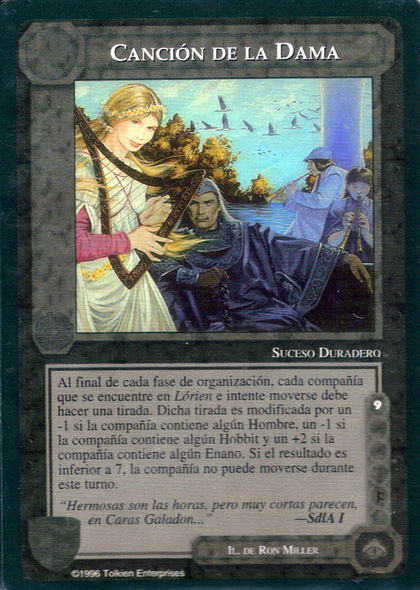 CANCIÓN DE LA DAMA
SUCESO DURADERO
Al final de cada fase de organización, cada compañía
que se encuentre en Lórien e intente moverse debe
hacer una tirada. Dicha tirada es modificada por un
-1 si la compañía contiene algún Hombre, un -1 si
la compañía contiene algún Hobbit y un +2 si la
compañía contiene algún Enano. Si el resultado es
inferior a 7, la compañía no puede moverse durante
este turno.
9
F
"Hermosas son las horas, pero muy cortas parecen,
en Caras Galadon..." —SdlA I
IL. DE RON MILLER
©1996 Tolkien Enterprises